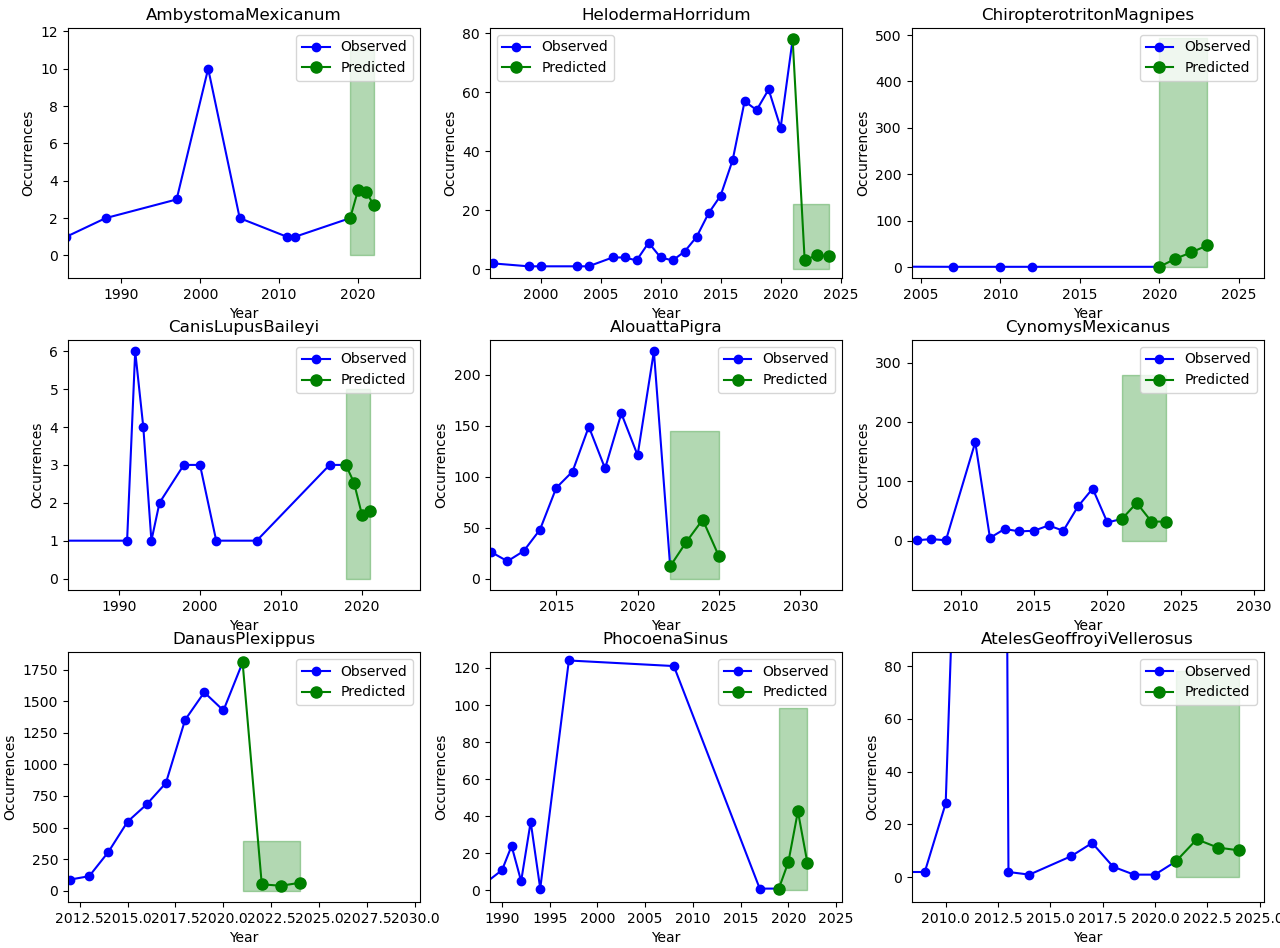 AmbystomaMexicanum
12
10
8
6
4
2
0
Occurrences
1990
2000
2010
2020
Year
Observed
Predicted
HelodermaHorridum
80
60
40
20
0
Occurrences
2000
2005
2010
2015
2020
2025
Year
Observed
Predicted
ChiropterotritonMagnipes
500
400
300
200
100
0
Occurrences
2005
2010
2015
2020
2025
Year
Observed
Predicted
CanisLupusBaileyi
6
5
4
3
2
1
0
Occurrences
1990
2000
2010
2020
Year
Observed
Predicted
AlouattaPigra
200
150
100
50
0
Occurrences
2015
2020
2025
2030
Year
Observed
Predicted
CynomysMexicanus
300
200
100
0
Occurrences
2010
2015
2020
2025
2030
Year
Observed
Predicted
DanausPlexippus
1750
1500
1250
1000
750
500
250
0
Occurrences
2012.5
2015.0
2017.5
2020.0
2022.5
2025.0
2027.5
2030.0
Year
Observed
Predicted
PhocoenaSinus
120
100
80
60
40
20
0
Occurrences
1990
1995
2000
2005
2010
2015
2020
2025
Year
Observed
Predicted
AtelesGeoffroyiVellerosus
80
60
40
20
0
Occurrences
2010.0
2012.5
2015.0
2017.5
2020.0
2022.5
2025.0
Year
Observed
Predicted